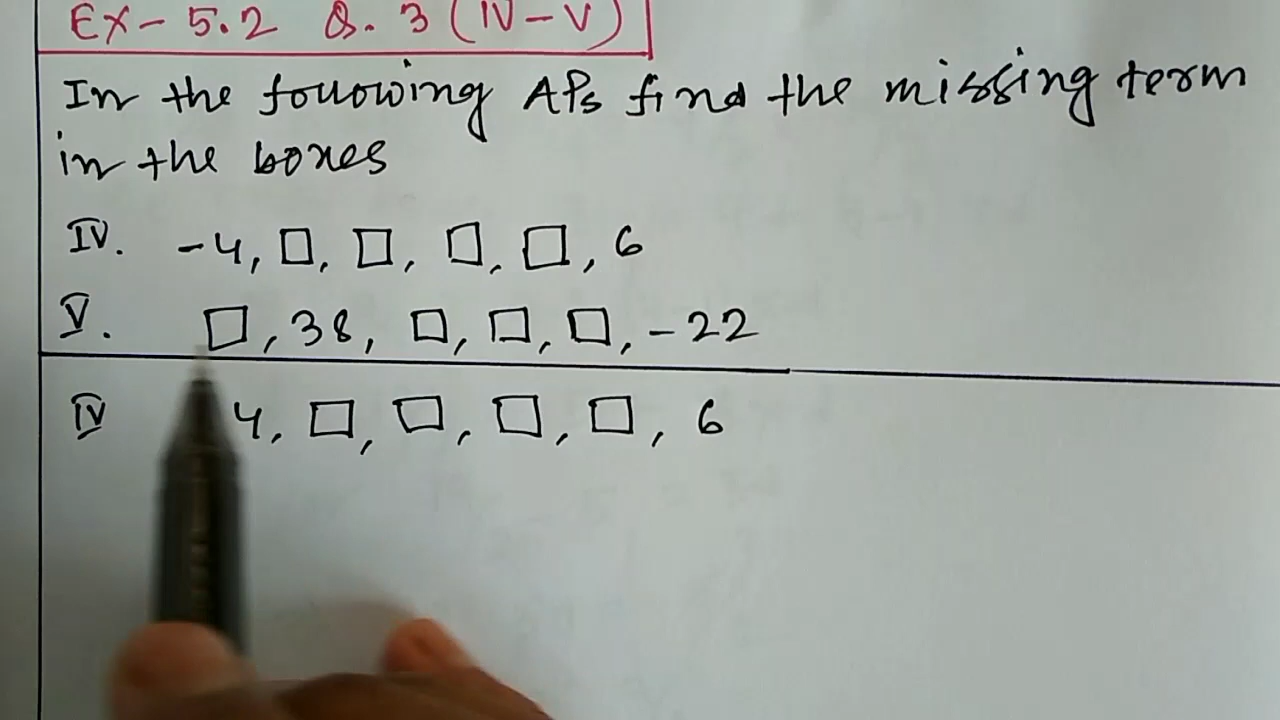 EX- 5.2 Q. 3 (IV-V)
In the following APs find the missing term
in the boxes
IV. -4, □, □, □, □, 6
V. □, 38, □, □, □, -22
IV 4, □, □, □, □, 6